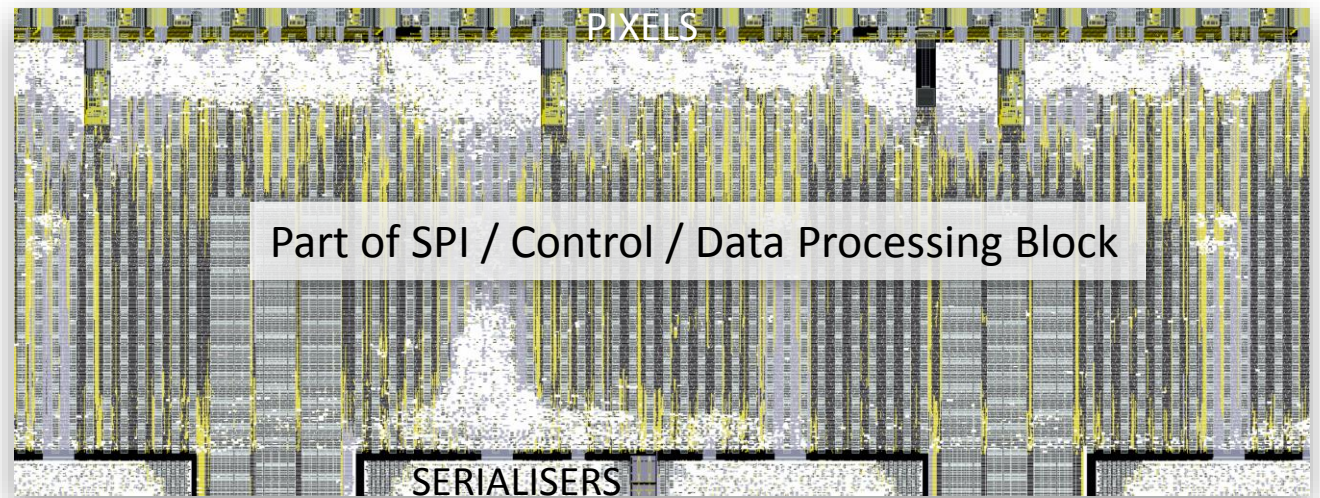 PIXELS
Part of SPI / Control / Data Processing Block
SERIALISERS